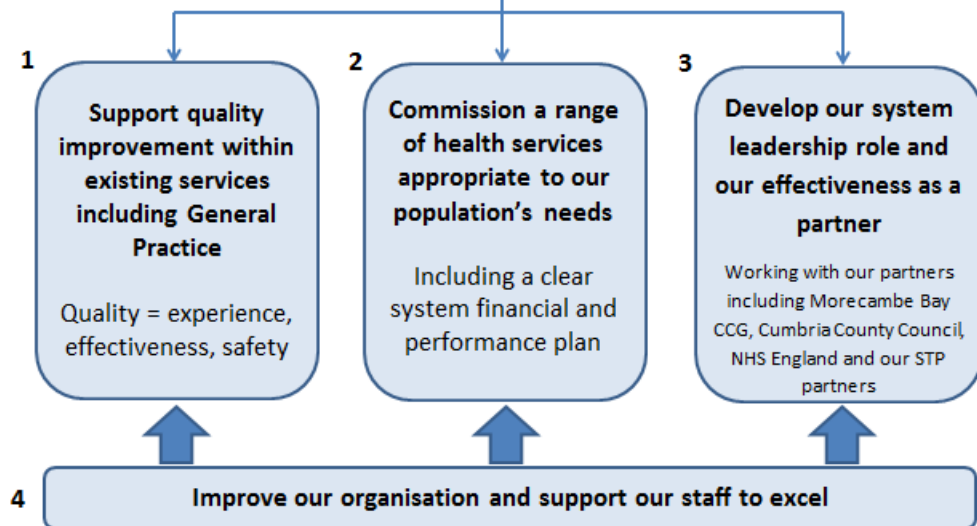 1
Support quality
improvement within
existing services
including General
Practice
Quality = experience,
effectiveness, safety
2
Commission a range
of health services
appropriate to our
population's needs
Including a clear
system financial and
performance plan
3
Develop our system
leadership role and
our effectiveness as a
partner
Working with our partners
including Morecambe Bay
CCG, Cumbria County Council,
NHS England and our STP
partners
4
Improve our organisation and support our staff to excel